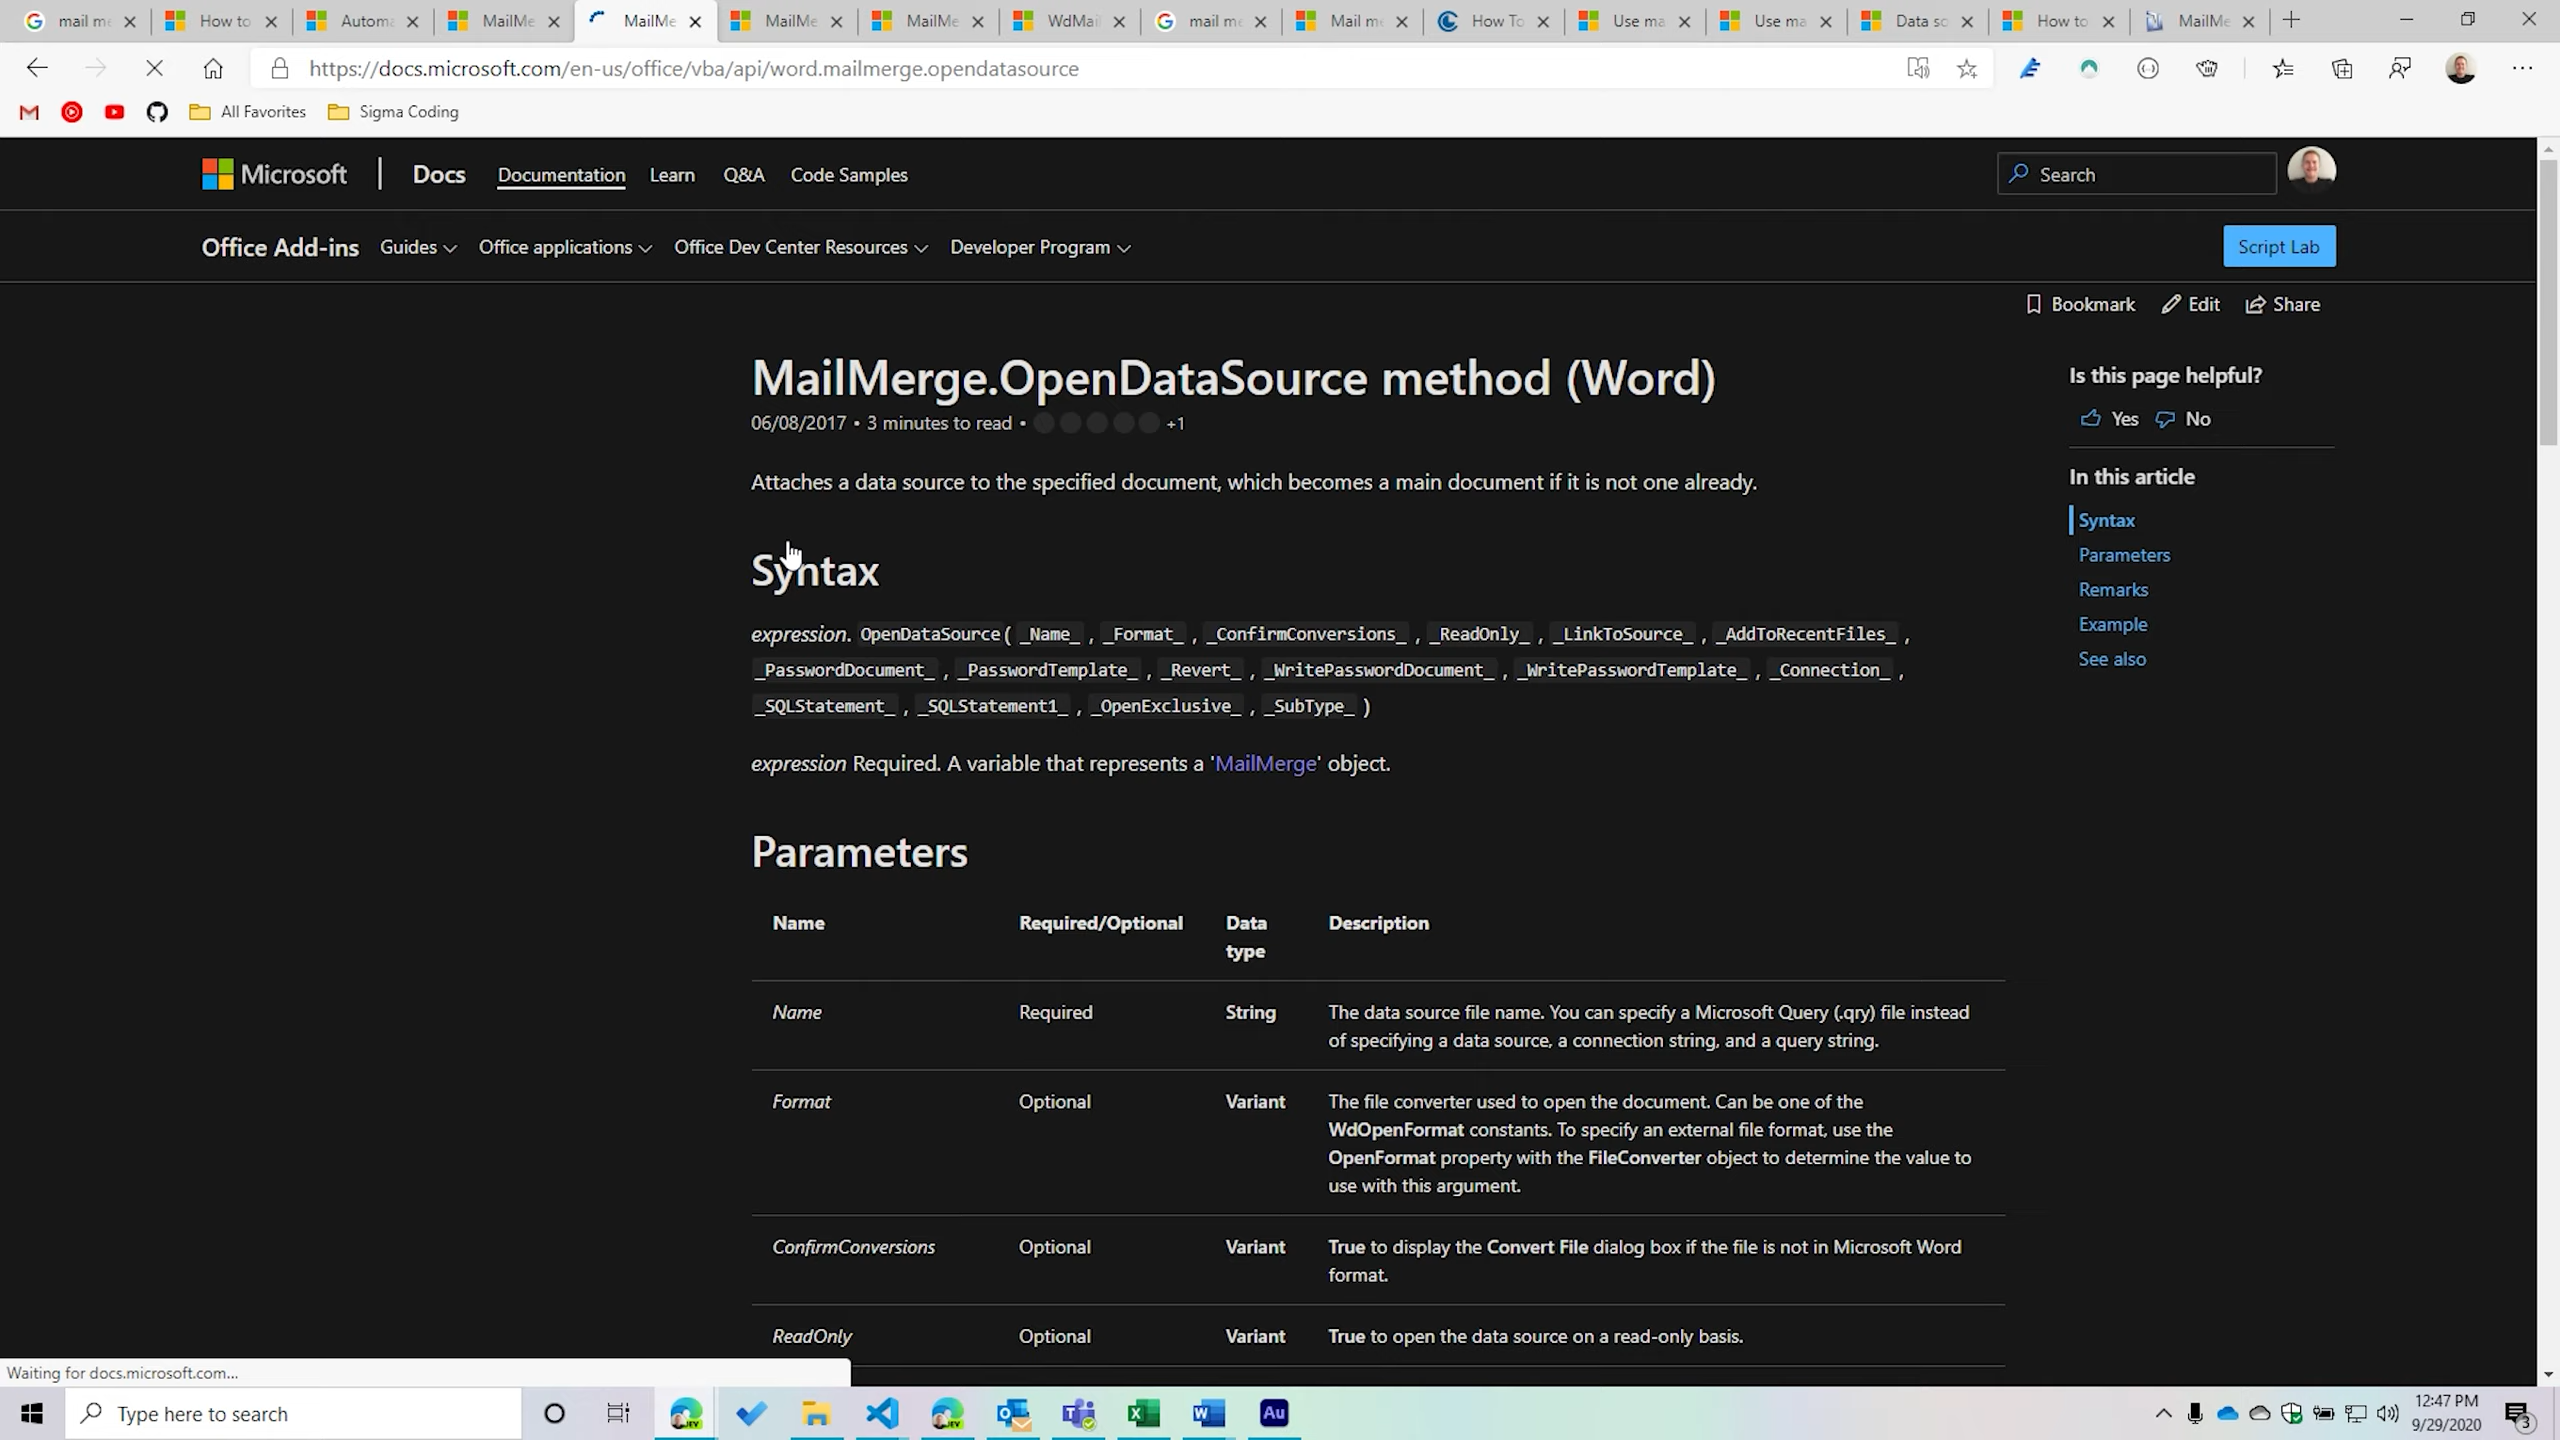 mail me
How to
Automa
MailMe
MailMe
MailMe
MailMe
WdMail
mail me
Mail me
How To
Use ma
Use ma
Data so
How to
MailMe
https://docs.microsoft.com/en-us/office/vba/api/word.mailmerge.opendatasource
All Favorites
Sigma Coding
Microsoft
Docs
Documentation
Learn
Q&A
Code Samples
Search
Office Add-ins
Guides
Office applications
Office Dev Center Resources
Developer Program
Script Lab
Bookmark
Edit
Share
MailMerge.OpenDataSource method (Word)
06/08/2017 • 3 minutes to read • +1
Is this page helpful?
Yes
No
Attaches a data source to the specified document, which becomes a main document if it is not one already.
In this article
Syntax
Parameters
Remarks
Example
See also
Syntax
expression. OpenDataSource( _Name_ , _Format_ , _ConfirmConversions_ , _ReadOnly_ , _LinkToSource_ , _AddToRecentFiles_ ,
_PasswordDocument_ , _PasswordTemplate_ , _Revert_ , _WritePasswordDocument_ , _WritePasswordTemplate_ , _Connection_ ,
_SQLStatement_ , _SQLStatement1_ , _OpenExclusive_ , _SubType_ )
expression Required. A variable that represents a 'MailMerge' object.
Parameters
Name
Required/Optional
Data
type
Description
Name
Required
String
The data source file name. You can specify a Microsoft Query (.qry) file instead
of specifying a data source, a connection string, and a query string.
Format
Optional
Variant
The file converter used to open the document. Can be one of the
WdOpenFormat constants. To specify an external file format, use the
OpenFormat property with the FileConverter object to determine the value to
use with this argument.
ConfirmConversions
Optional
Variant
True to display the Convert File dialog box if the file is not in Microsoft Word
format.
ReadOnly
Optional
Variant
True to open the data source on a read-only basis.
Waiting for docs.microsoft.com...
Type here to search
Au
12:47 PM
9/29/2020
3